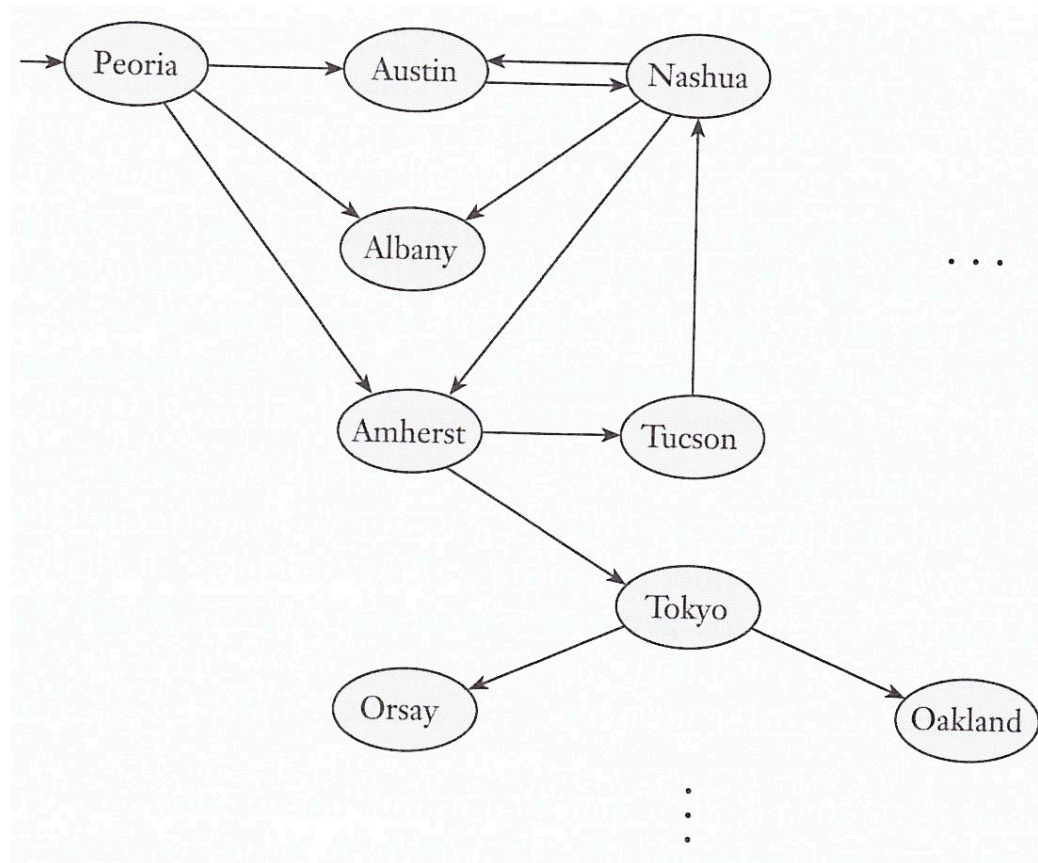 Peoria
Austin
Nashua
Albany
. . .
Amherst
Tucson
Tokyo
Orsay
Oakland